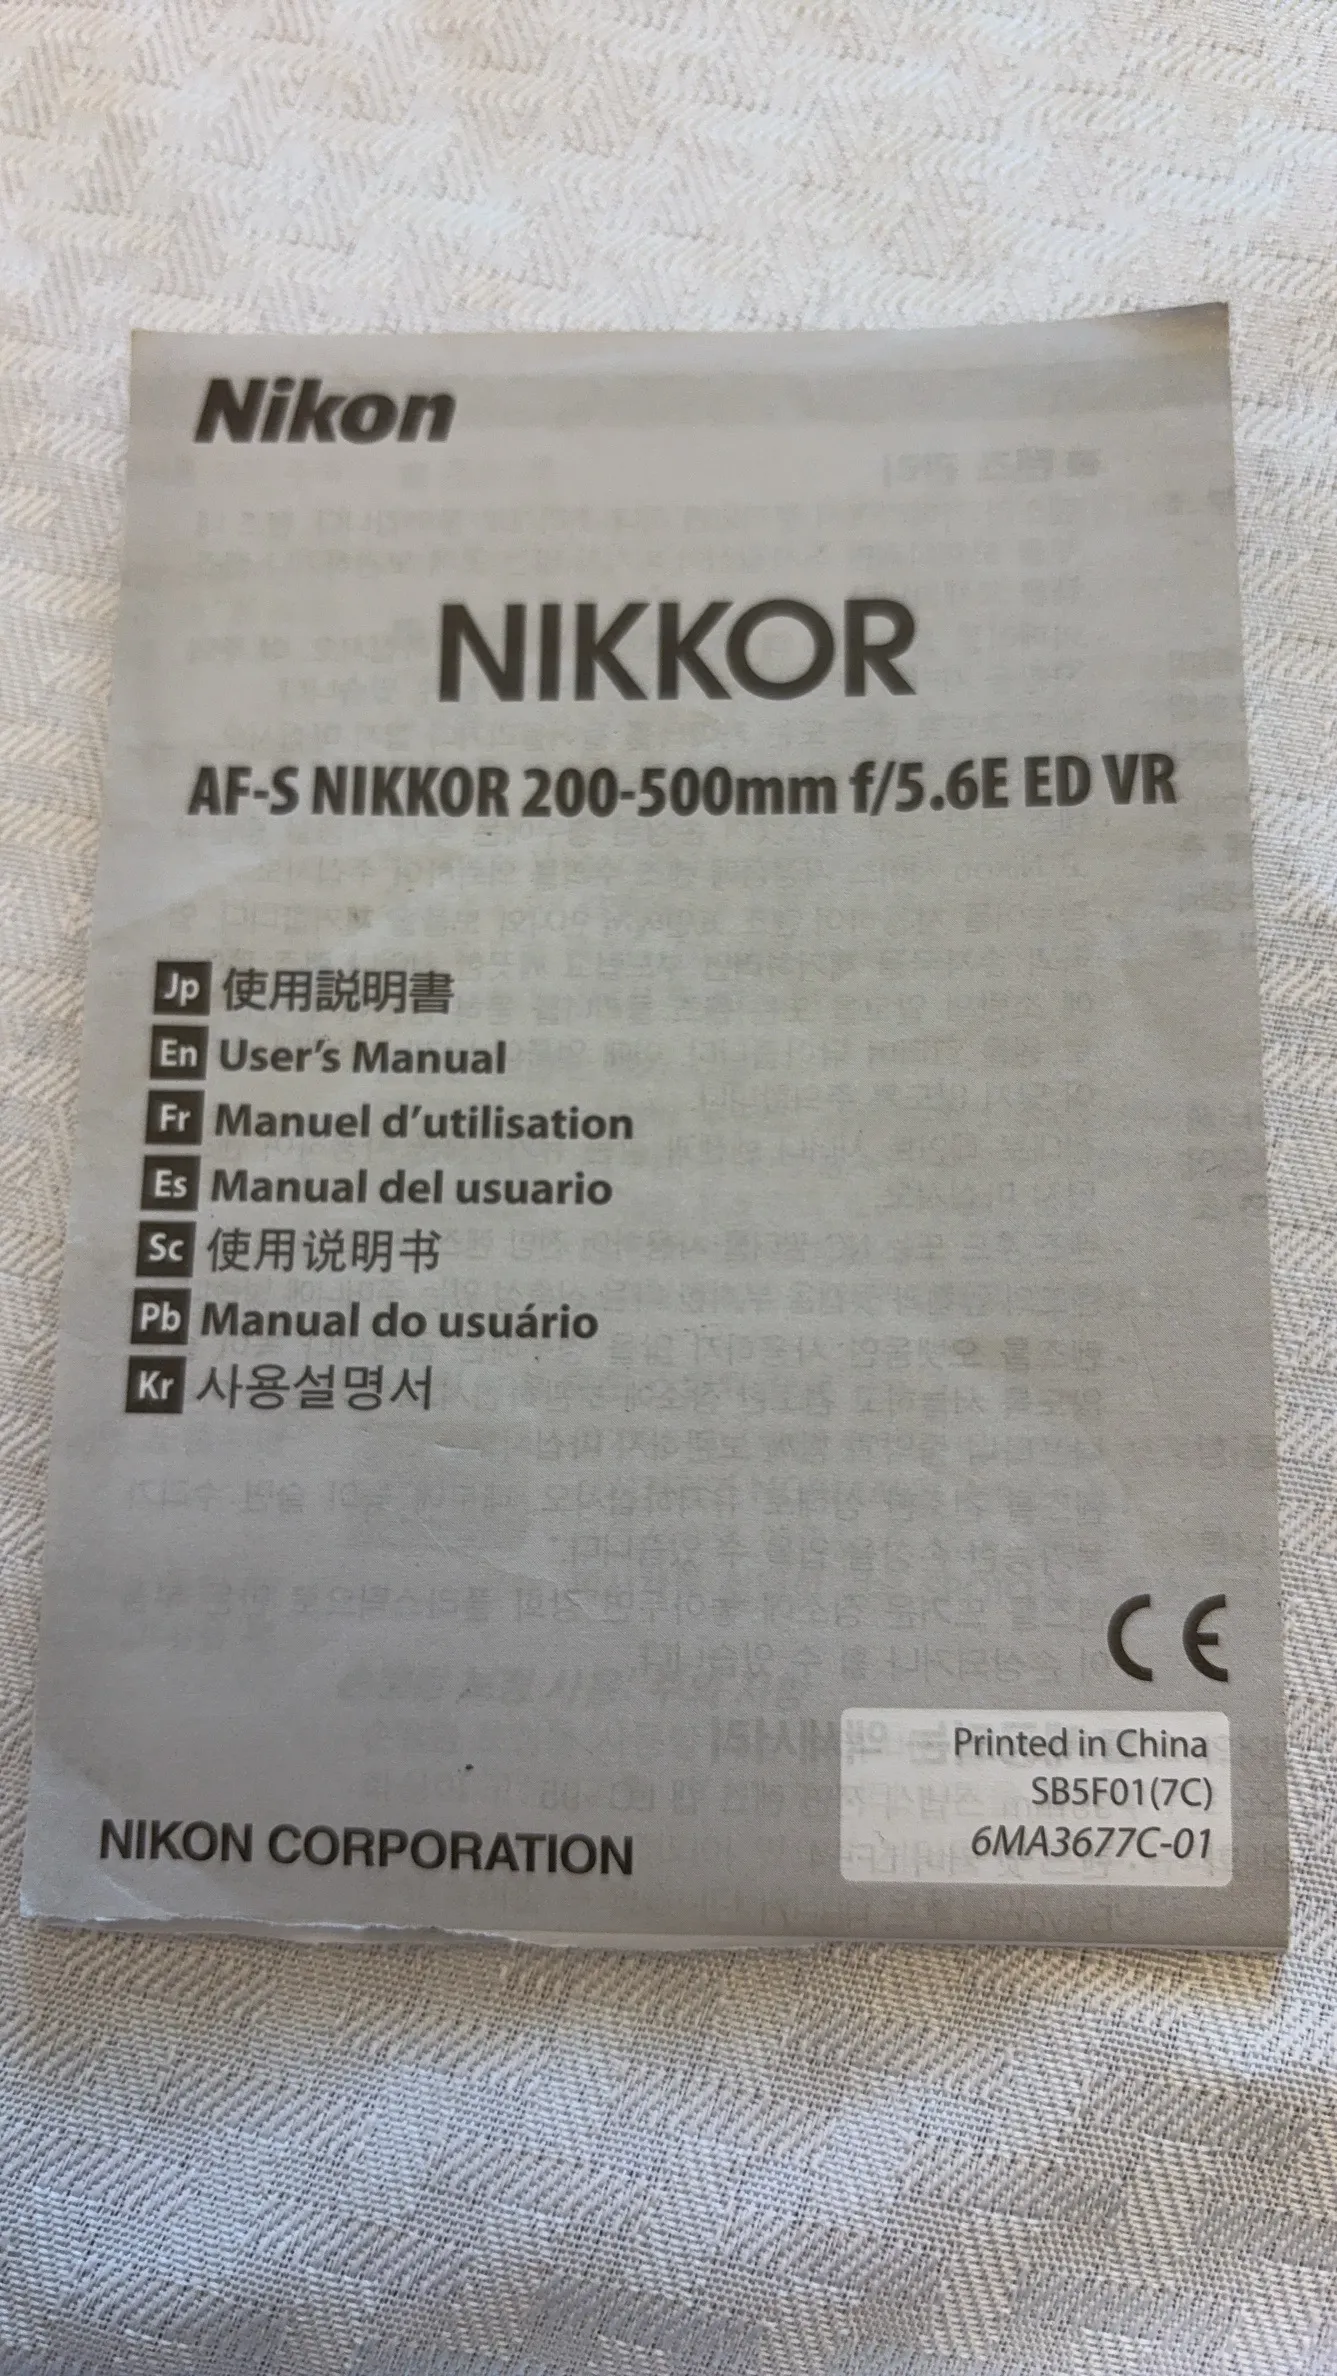 Nikon
NIKKOR
AF-S NIKKOR 200-500mm f/5.6E ED VR
Jp 使用説明書
En User's Manual
Fr Manuel d'utilisation
Es Manual del usuario
Sc 使用说明书
Pb Manual do usuário
Kr 사용설명서
CE
Printed in China
SB5F01(7C)
6MA3677C-01
NIKON CORPORATION